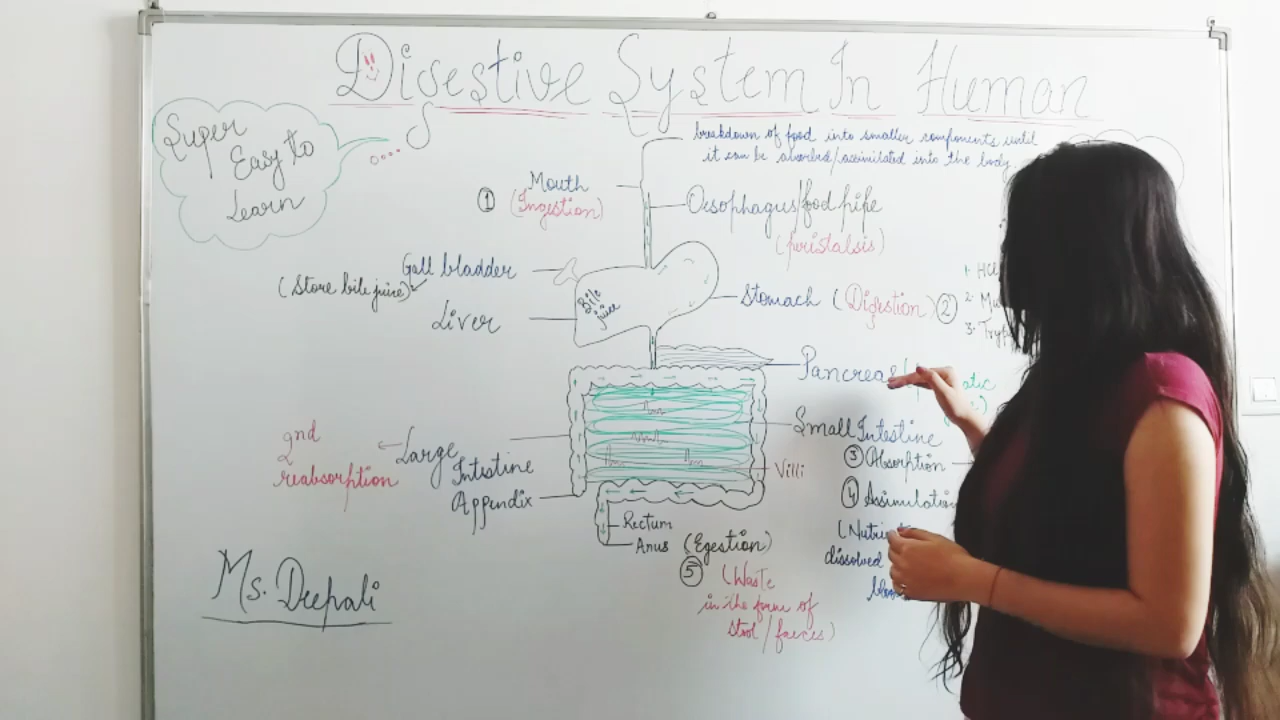 Digestive System In Human
Super
Easy to
Learn
breakdown of food into smaller components until
it can be absorbed/assimilated into the body
Mouth
① (Ingestion)
Oesophagus/food pipe
(peristalsis)
Gall bladder
(Store bile juice)
Bile
juice
Liver
Stomach (Digestion) ②
1. HCl
2. Mu
3. Tryp
Pancreas
atic
Small Intestine
③ Absorption
④ Assimilation
(Nutrie
dissolved
bloo
Villi
Large
Intestine
2nd
reabsorption
Appendix
Rectum
Anus (Egestion)
⑤ (Waste
in the form of
stool/faeces)
Ms. Deepali